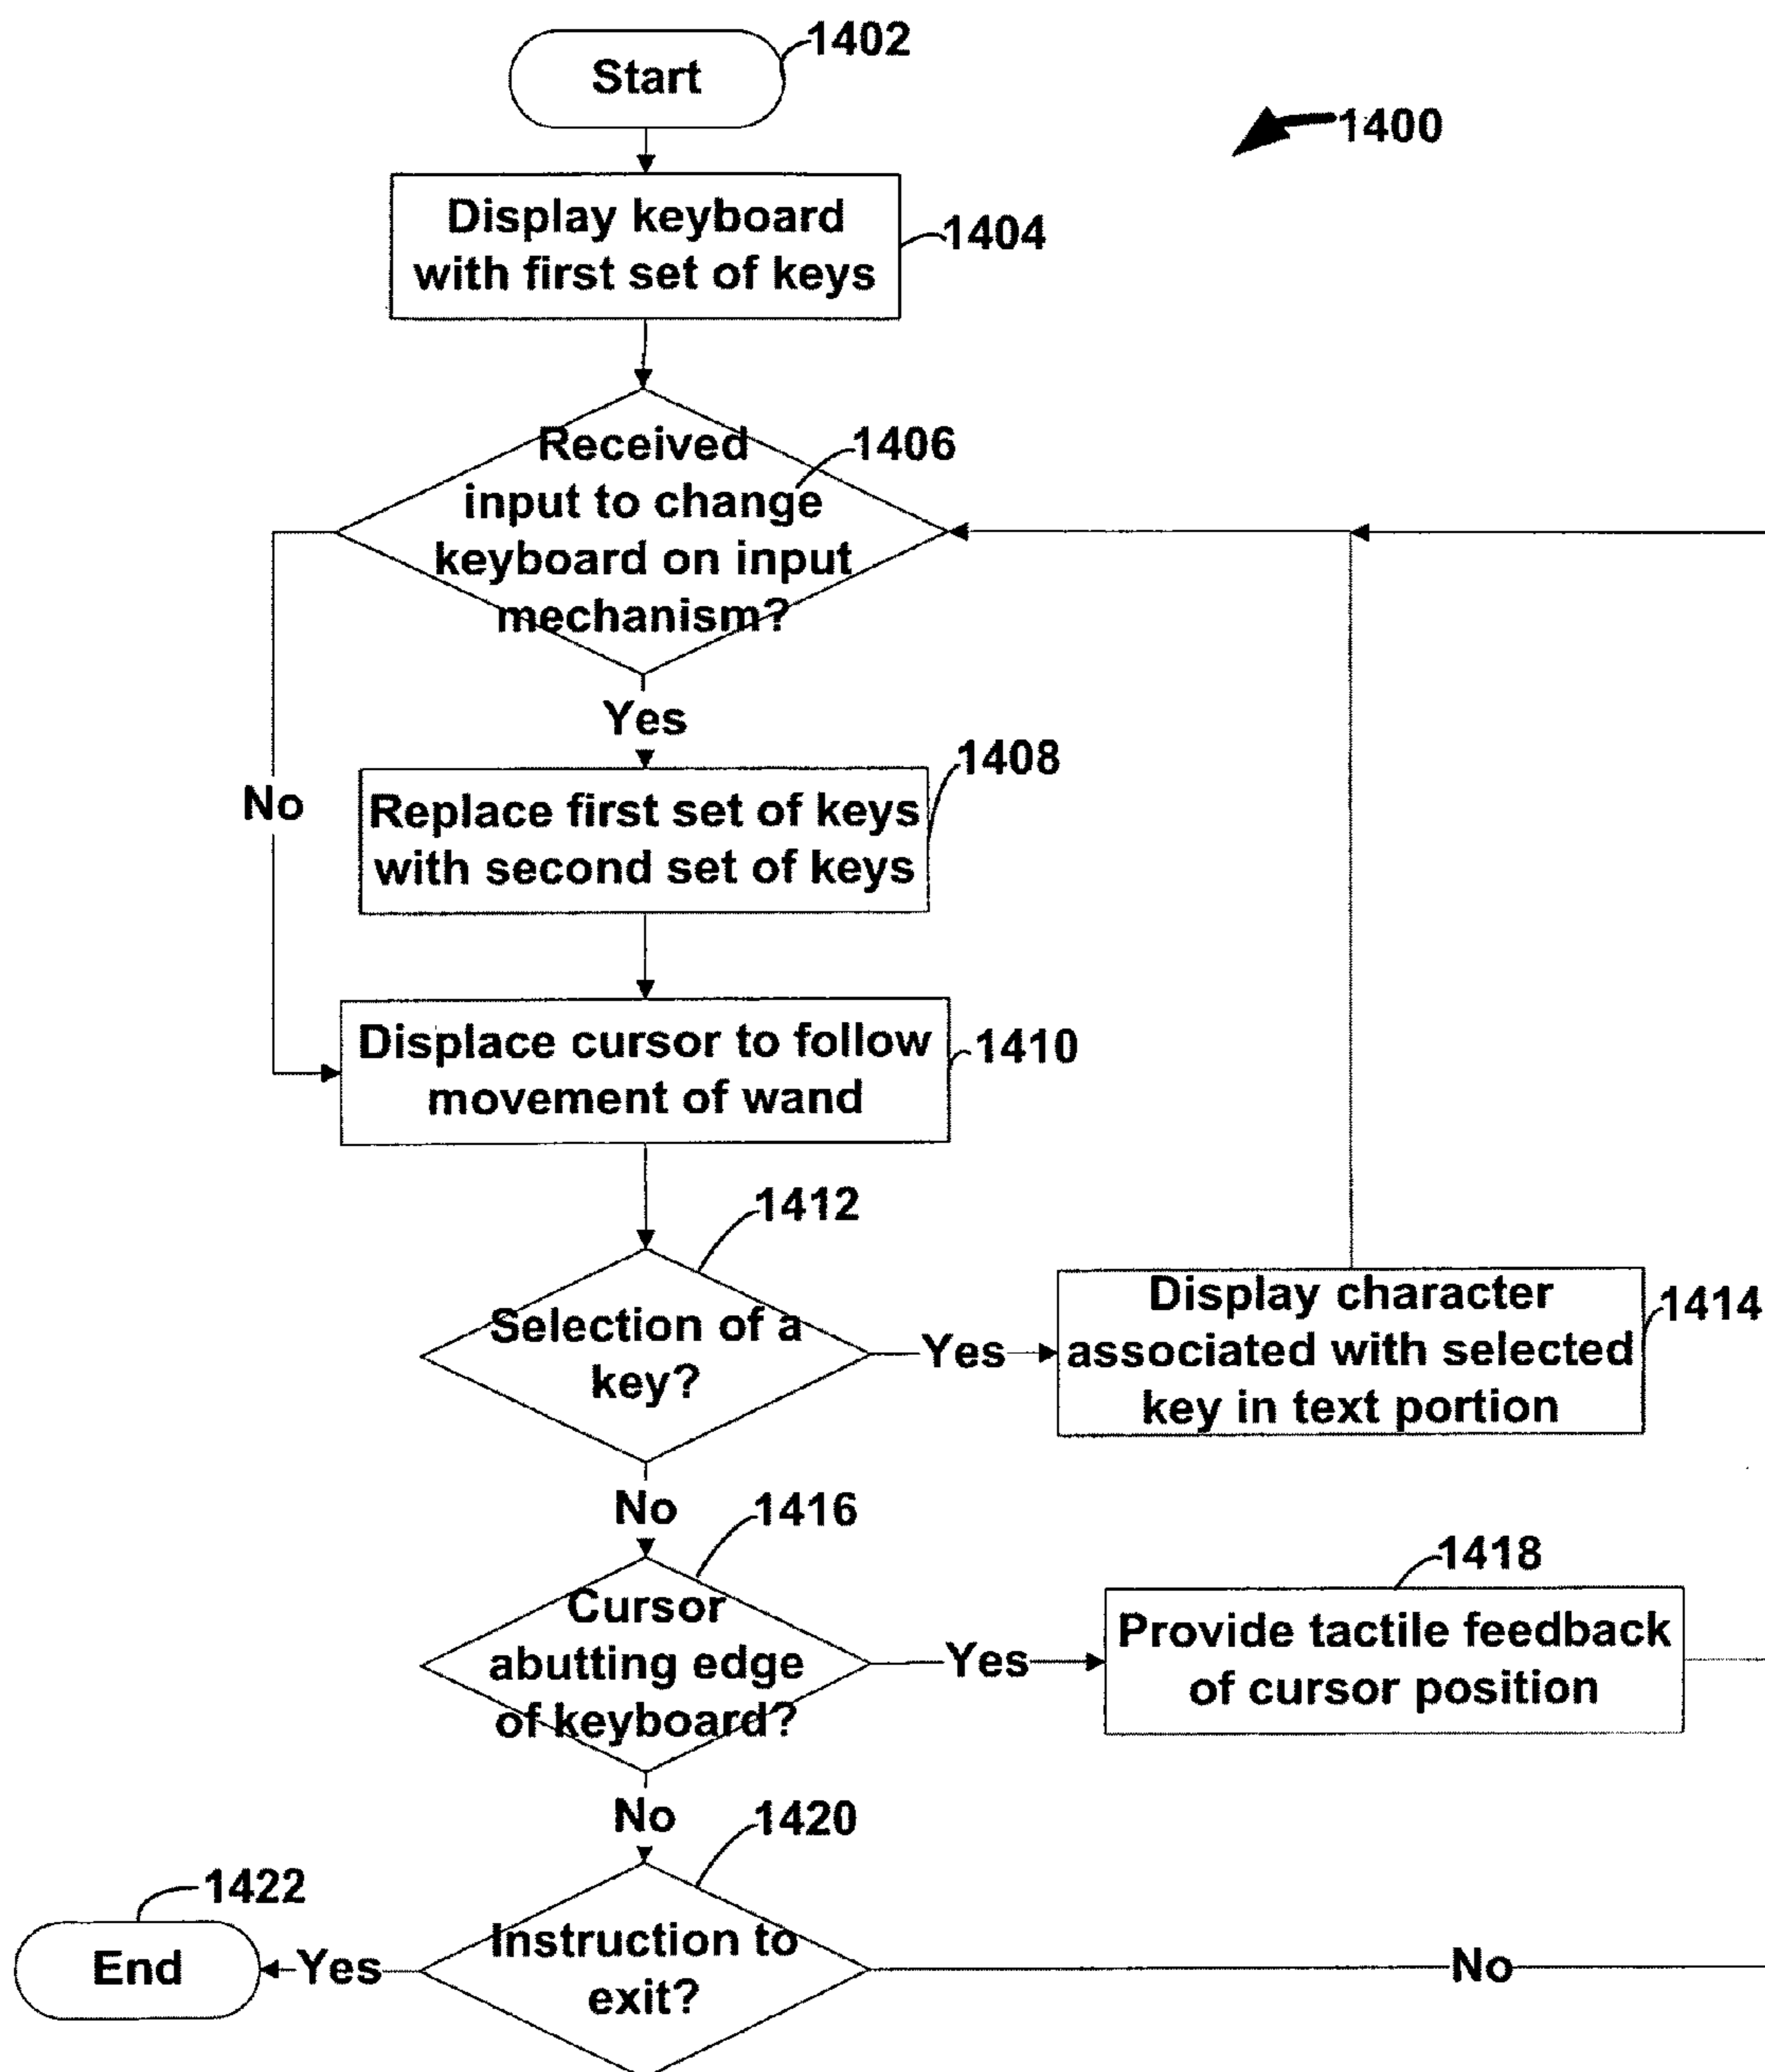 1402
Start
1400
Display keyboard
with first set of keys
1404
Received
input to change
keyboard on input
mechanism?
1406
Yes
No
1408
Replace first set of keys
with second set of keys
Displace cursor to follow
movement of wand
1410
1412
Selection of a
key?
Yes
Display character
associated with selected
key in text portion
1414
No
1416
Cursor
abutting edge
of keyboard?
Yes
1418
Provide tactile feedback
of cursor position
No
1420
Instruction to
exit?
Yes
1422
End
No